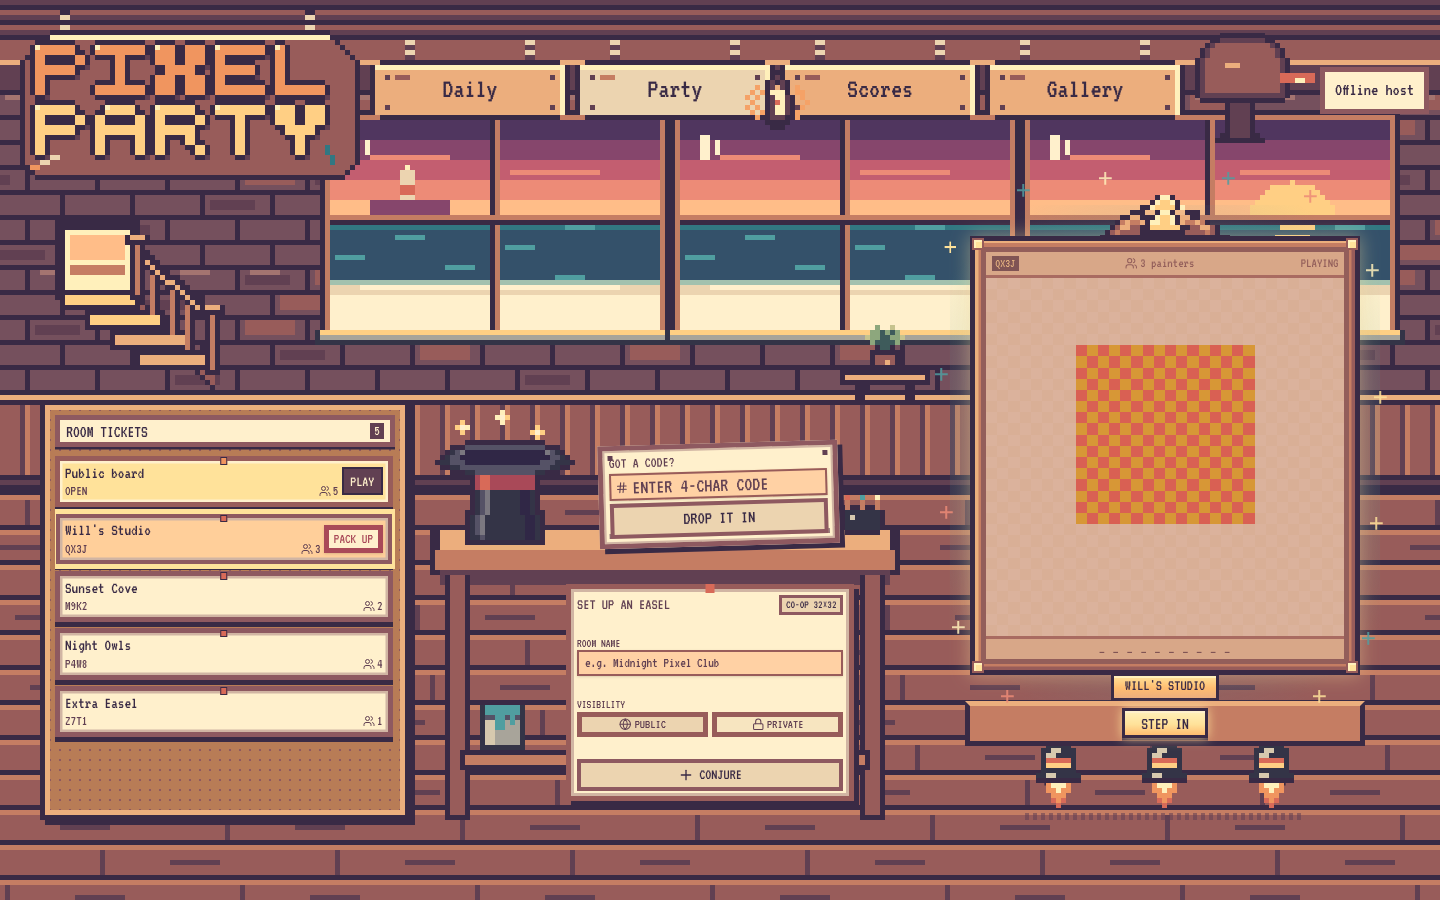 PIXEL
PARTY
Daily
Party
Scores
Gallery
Offline host
QX3J
3 painters
PLAYING
ROOM TICKETS
5
Public board
OPEN
5
PLAY
Will's Studio
QX3J
3
PACK UP
Sunset Cove
M9K2
2
Night Owls
P4W8
4
Extra Easel
Z7T1
1
GOT A CODE?
# ENTER 4-CHAR CODE
DROP IT IN
SET UP AN EASEL
CO-OP 32×32
ROOM NAME
e.g. Midnight Pixel Club
VISIBILITY
PUBLIC
PRIVATE
+ CONJURE
_ _ _ _ _ _ _ _ _ _
WILL'S STUDIO
STEP IN